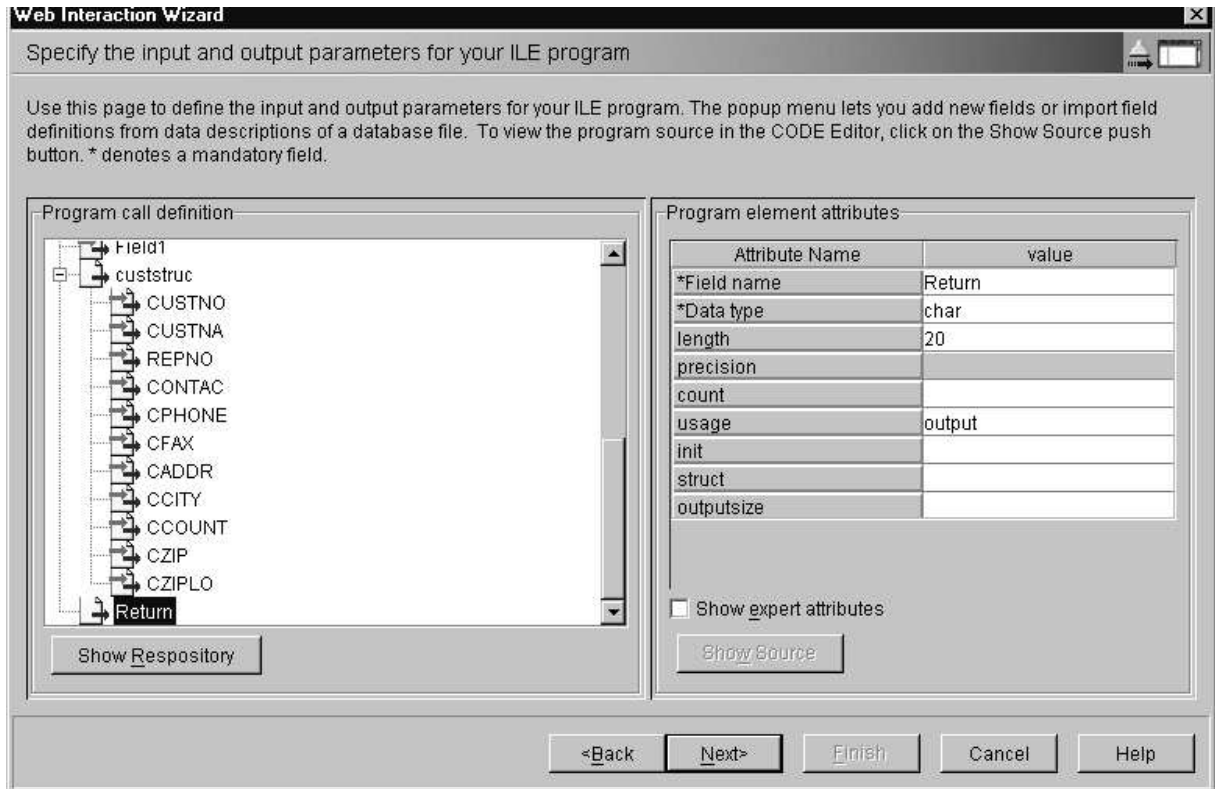 Web Interaction Wizard
Specify the input and output parameters for your ILE program
Use this page to define the input and output parameters for your ILE program. The popup menu lets you add new fields or import field
definitions from data descriptions of a database file. To view the program source in the CODE Editor, click on the Show Source push
button. * denotes a mandatory field.
Program call definition
Field1
custstruc
CUSTNO
CUSTNA
REPNO
CONTAC
CPHONE
CFAX
CADDR
CCITY
CCOUNT
CZIP
CZIPLO
Return
Show Respository
Program element attributes
Attribute Name value
*Field name Return
*Data type char
length 20
precision
count
usage output
init
struct
outputsize
Show expert attributes
Show Source
<Back Next> Finish Cancel Help